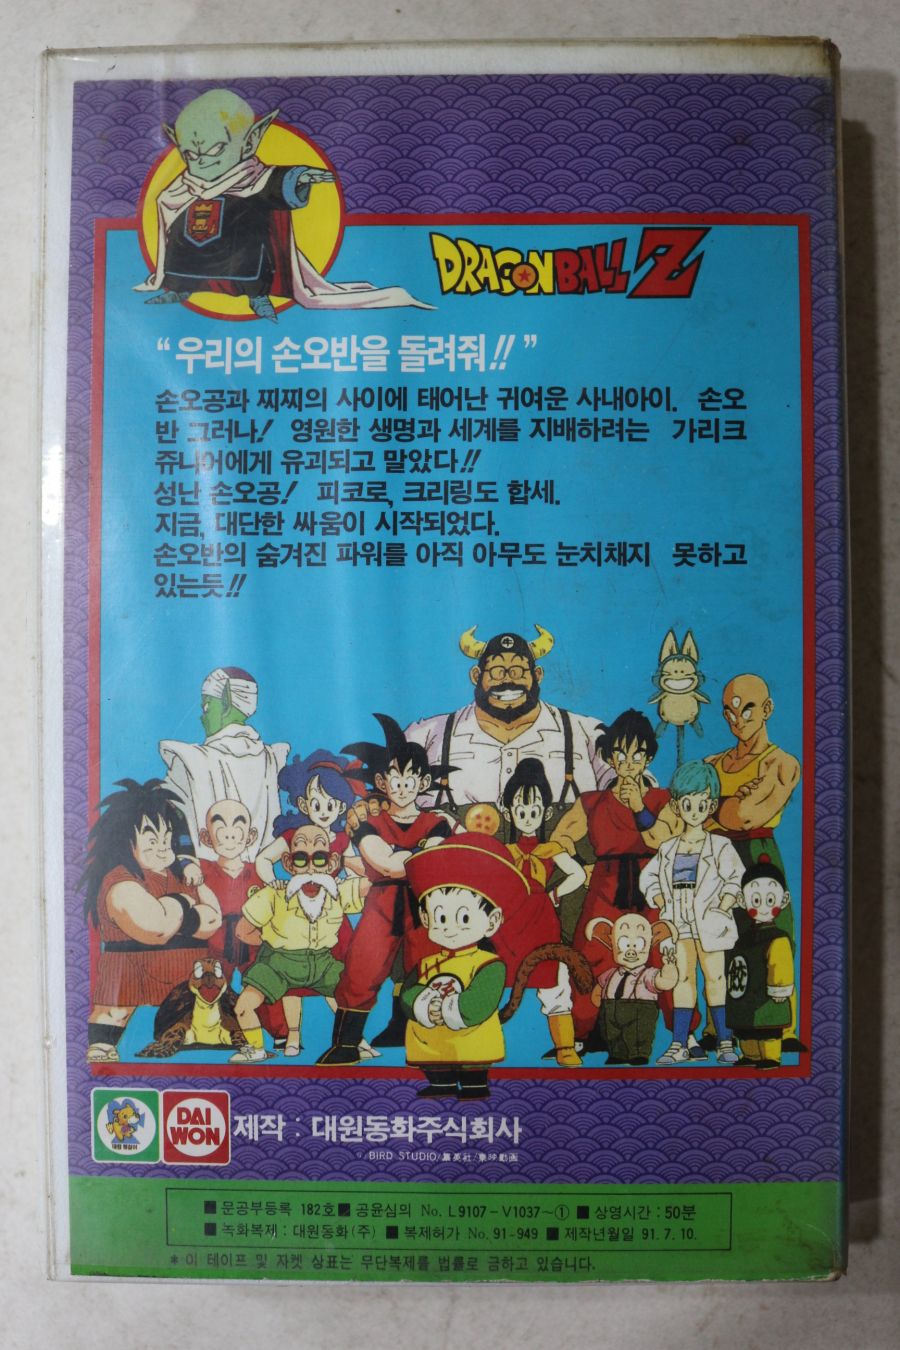 DRAGONBALL Z
“우리의 손오반을 돌려줘!!”
손오공과 찌찌의 사이에 태어난 귀여운 사내아이. 손오
반 그러나! 영원한 생명과 세계를 지배하려는 가리크
쥬니어에게 유괴되고 말았다!!
성난 손오공! 피코로, 크리링도 합세.
지금, 대단한 싸움이 시작되었다.
손오반의 숨겨진 파워를 아직 아무도 눈치채지 못하고
있는듯!!
DAI
WON
제작 : 대원동화주식회사
© BIRD STUDIO/集英社/東映動画
■ 문공부등록 182호 ■ 공윤심의 No. L9107-V1037~① ■ 상영시간 : 50분
■ 녹화복제 : 대원동화(주) ■ 복제허가 No. 91-949 ■ 제작년월일 91. 7. 10.
* 이 테이프 및 자켓 상표는 무단복제를 법률로 금하고 있습니다.